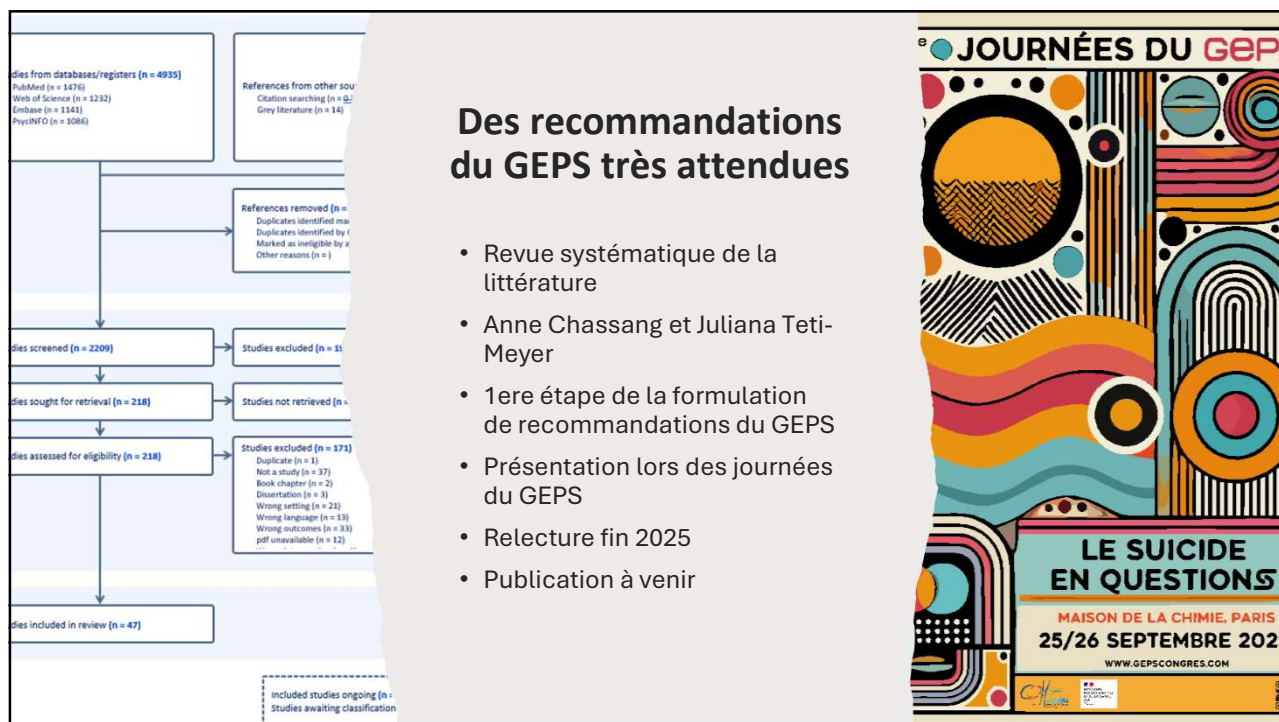 dies from databases/registers (n = 4935)
PubMed (n = 1476)
Web of Science (n = 1232)
Embase (n = 1141)
PsycINFO (n = 1086)
References from other sou
Citation searching (n =
Grey literature (n = 14)
References removed (n =
Duplicates identified ma
Duplicates identified by
Marked as ineligible by a
Other reasons (n = )
dies screened (n = 2209)
Studies excluded (n = 19
dies sought for retrieval (n = 218)
Studies not retrieved (n =
dies assessed for eligibility (n = 218)
Studies excluded (n = 171)
Duplicate (n = 1)
Not a study (n = 37)
Book chapter (n = 2)
Dissertation (n = 3)
Wrong setting (n = 21)
Wrong language (n = 13)
Wrong outcomes (n = 33)
pdf unavailable (n = 12)
dies included in review (n = 47)
Included studies ongoing (n =
Studies awaiting classification
Des recommandations
du GEPS très attendues
• Revue systématique de la
littérature
• Anne Chassang et Juliana Teti-
Meyer
• 1ere étape de la formulation
de recommandations du GEPS
• Présentation lors des journées
du GEPS
• Relecture fin 2025
• Publication à venir
e JOURNÉES DU GEP
LE SUICIDE
EN QUESTIONS
MAISON DE LA CHIMIE, PARIS
25/26 SEPTEMBRE 202
WWW.GEPSCONGRES.COM